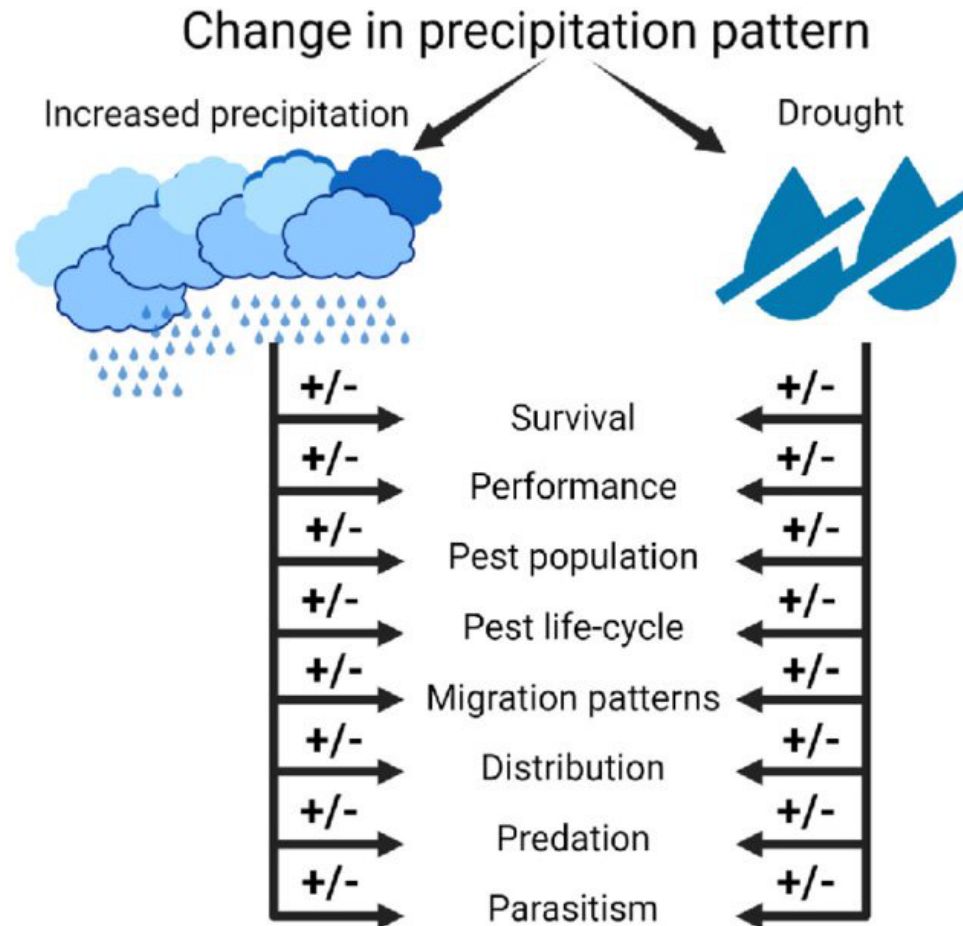 Change in precipitation pattern
Increased precipitation
Drought
+/- +/-
Survival
+/- +/-
Performance
+/- +/-
Pest population
+/- +/-
Pest life-cycle
+/- +/-
Migration patterns
+/- +/-
Distribution
+/- +/-
Predation
+/- +/-
Parasitism